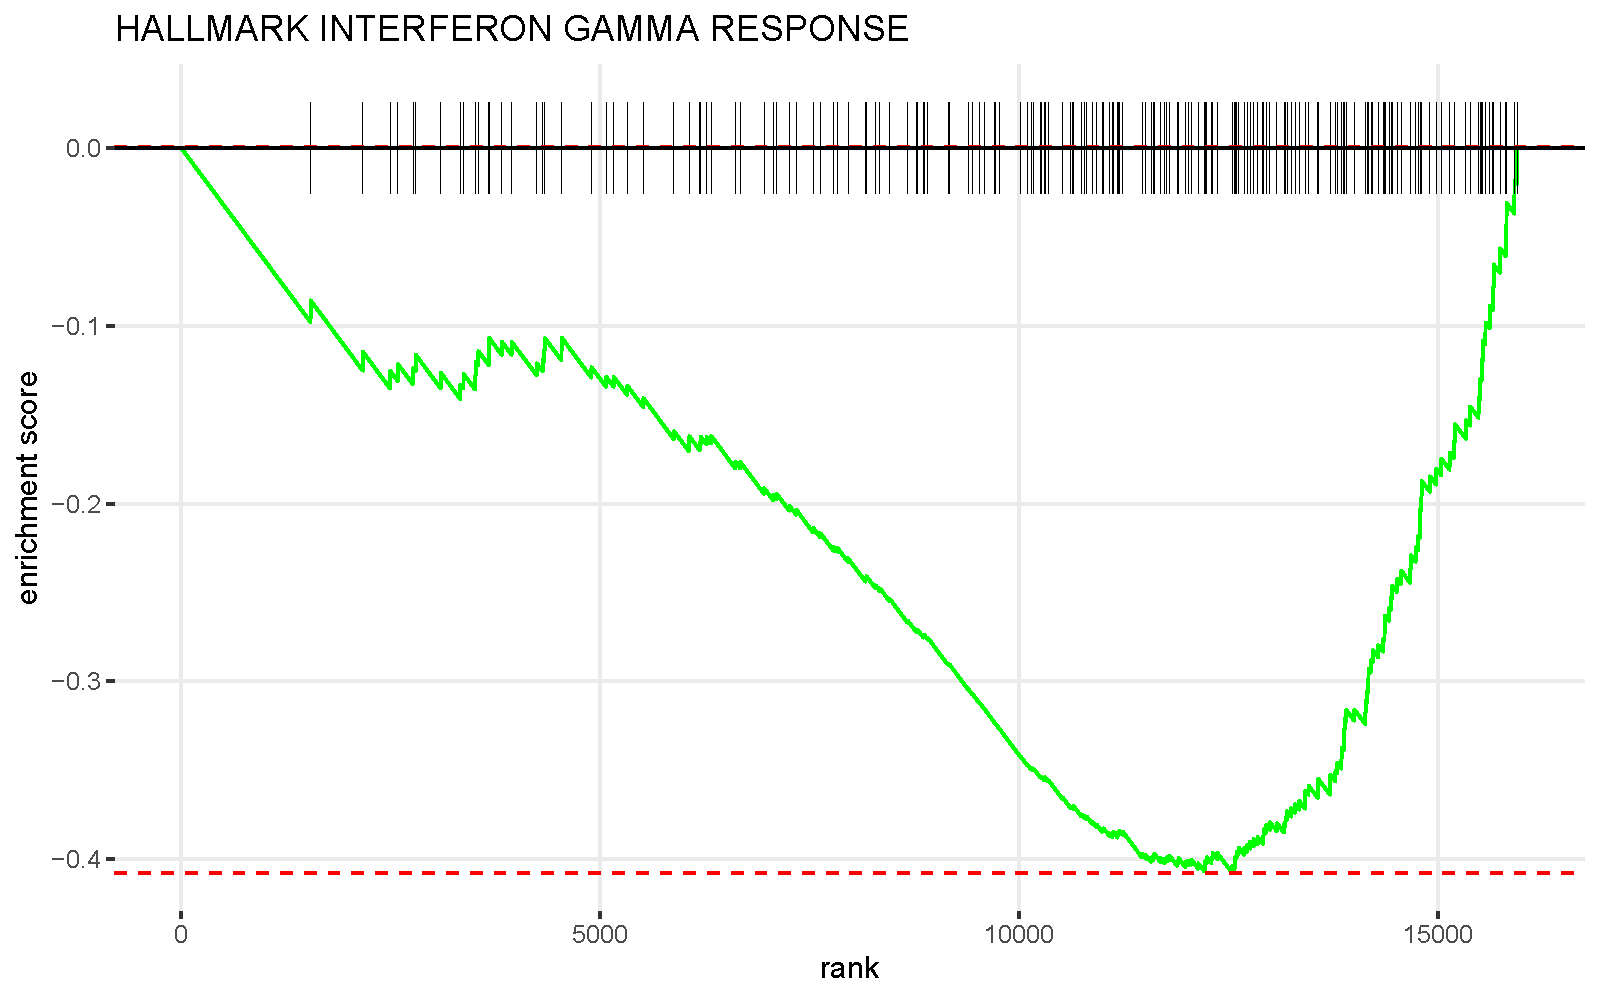 HALLMARK INTERFERON GAMMA RESPONSE
0.0
−0.1
−0.2
−0.3
−0.4
enrichment score
0 5000 10000 15000
rank